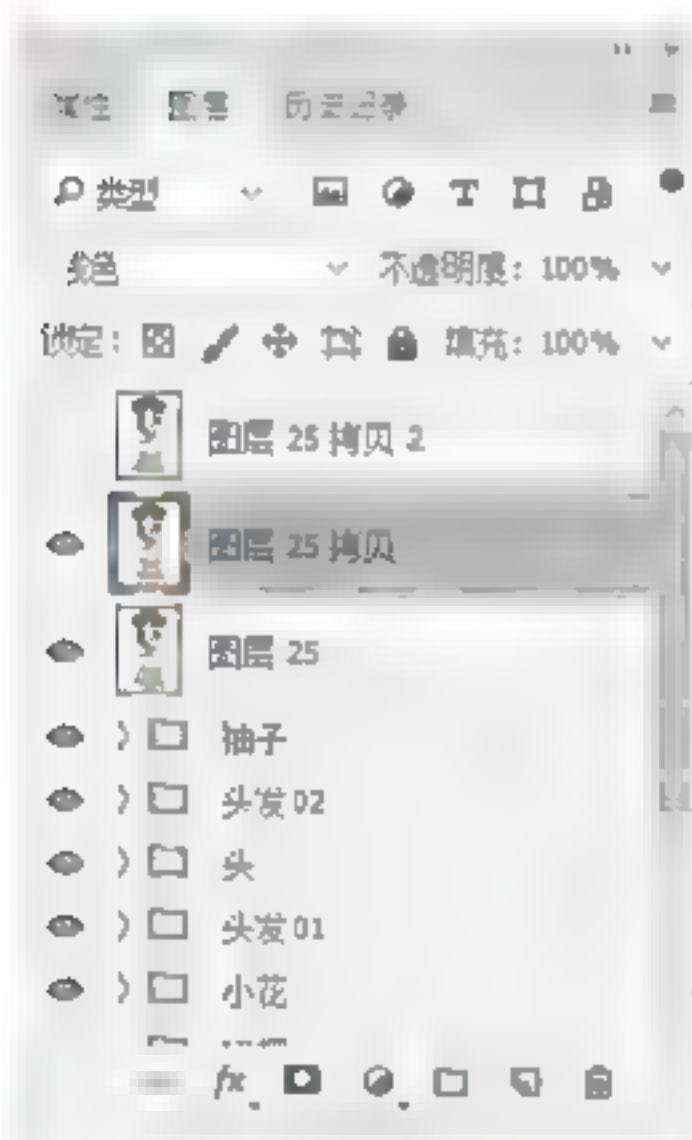 属性 图层 历史记录
类型
不透明度：100%
锁定： 填充：100%
图层 25 拷贝 2
图层 25 拷贝
图层 25
袖子
头发02
头
头发01
小花
fx